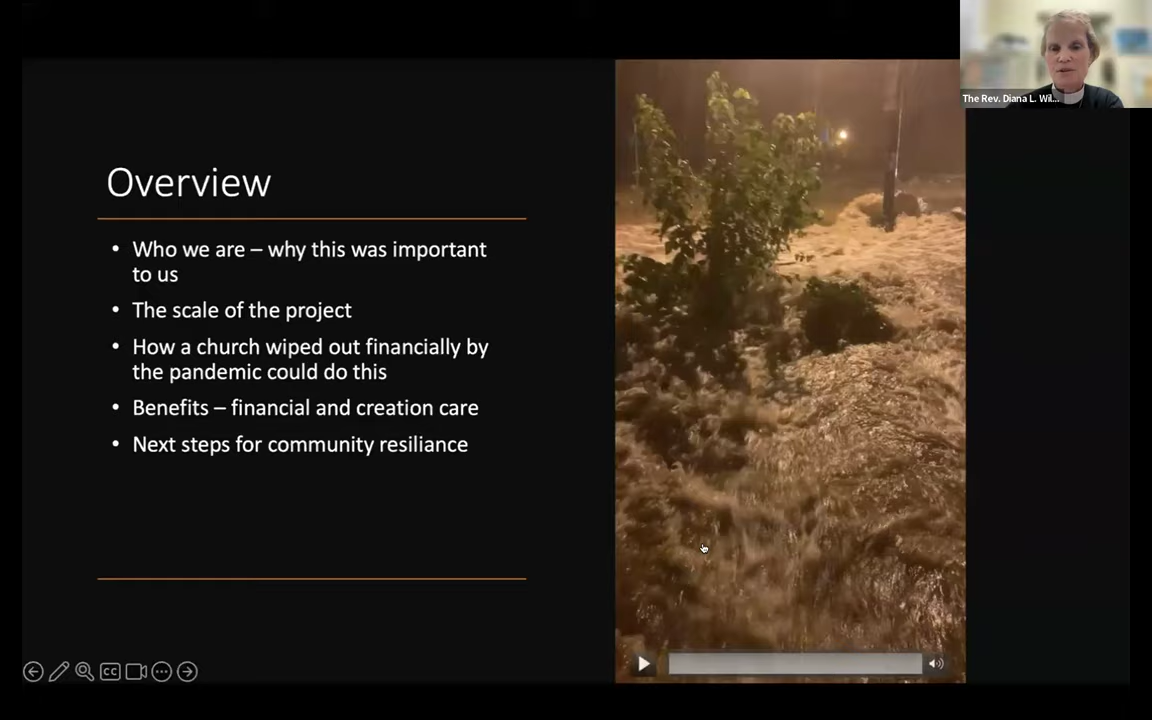 The Rev. Diana L. Wil...
Overview
• Who we are – why this was important
to us
• The scale of the project
• How a church wiped out financially by
the pandemic could do this
• Benefits – financial and creation care
• Next steps for community resiliance
CC